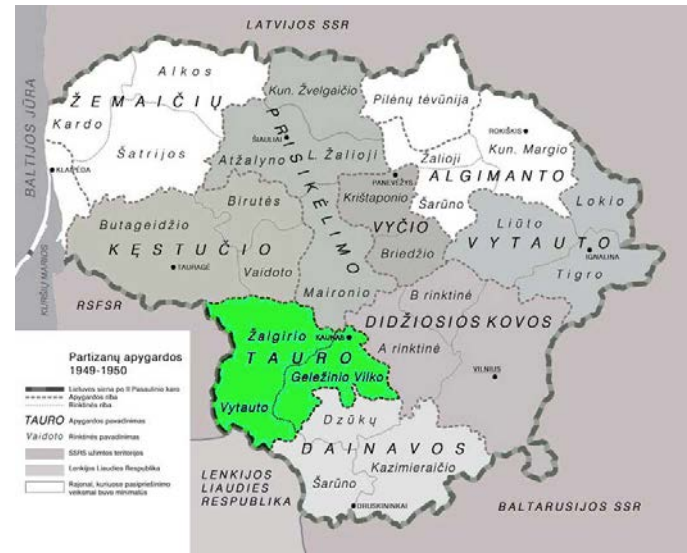 LATVIJOS SSR
BALTIJOS JŪRA
Alkos
Kun. Žvelgaičio
ŽEMAIČIŲ
Pilėnų tėvūnija
Kardo
ROKIŠKIS
ŠIAULIAI
PRISIKĖLIMO
Kun. Margio
Šatrijos
Atžalyno
L. Žalioji
Žalioji
KLAIPĖDA
PANEVĖŽYS
ALGIMANTO
Krištaponio
Šarūno
Lokio
Birutės
Butageidžio
VYČIO
Liūto
KĘSTUČIO
VYTAUTO
Briedžio
IGNALINA
KURŠIŲ MARIOS
TAURAGĖ
Vaidoto
Tigro
Maironio
B rinktinė
RSFSR
DIDŽIOSIOS KOVOS
Žalgirio
KAUNAS
A rinktinė
TAURO
Geležinio Vilko
VILNIUS
Vytauto
Dzūkų
DAINAVOS
Kazimieraičio
Šarūno
LENKIJOS
LIAUDIES
RESPUBLIKA
DRUSKININKAI
BALTARUSIJOS SSR
Partizanų apygardos
1949-1950
Lietuvos siena po II Pasaulinio karo
Apygardos riba
Rinktinės riba
TAURO Apygardos pavadinimas
Vaidoto Rinktinės pavadinimas
SSRS užimtos teritorijos
Lenkijos Liaudies Respublika
Rajonai, kuriuose pasipriešinimo
veiksmai buvo minimalūs